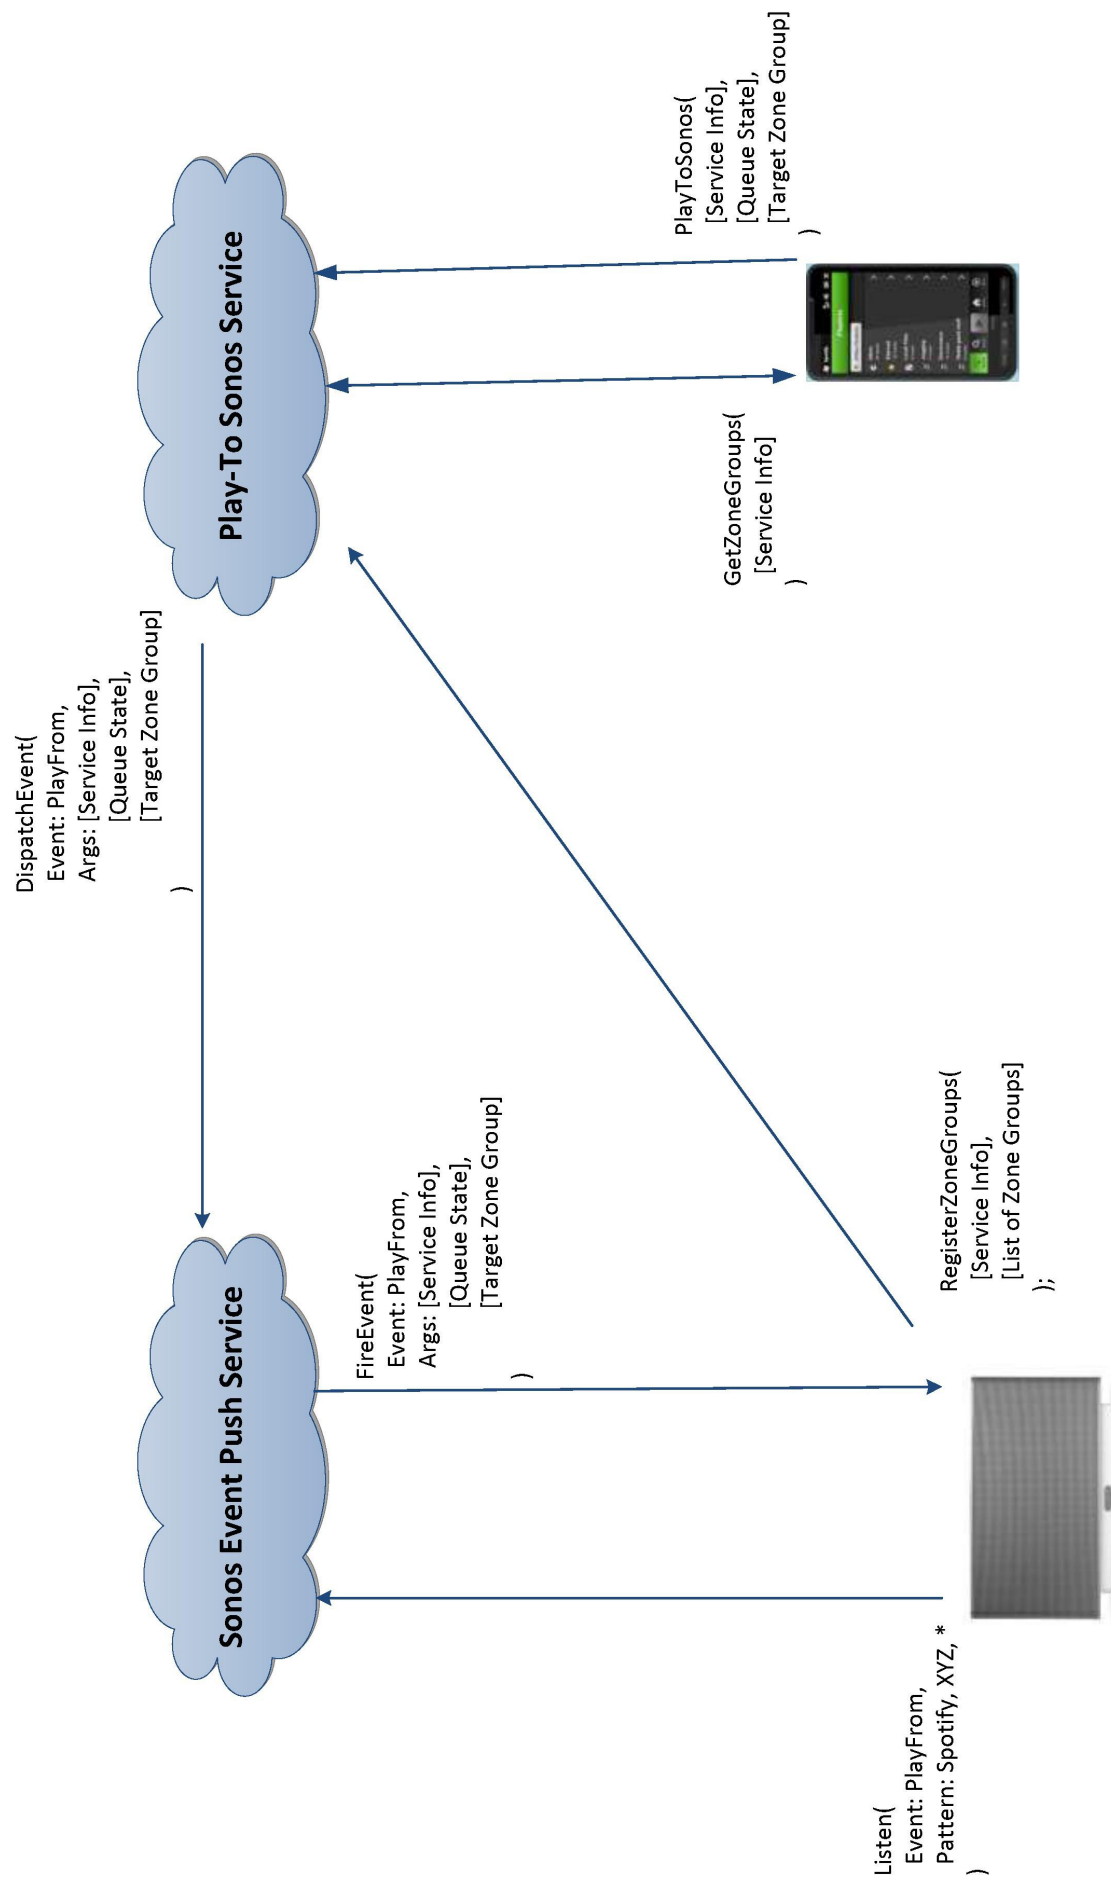 Sonos Event Push Service
Play-To Sonos Service
DispatchEvent(
Event: PlayFrom,
Args: [Service Info],
[Queue State],
[Target Zone Group]
)
FireEvent(
Event: PlayFrom,
Args: [Service Info],
[Queue State],
[Target Zone Group]
)
PlayToSonos(
[Service Info],
[Queue State],
[Target Zone Group]
)
GetZoneGroups(
[Service Info]
)
Listen(
Event: PlayFrom,
Pattern: Spotify, XYZ, *
)
RegisterZoneGroups(
[Service Info],
[List of Zone Groups]
);